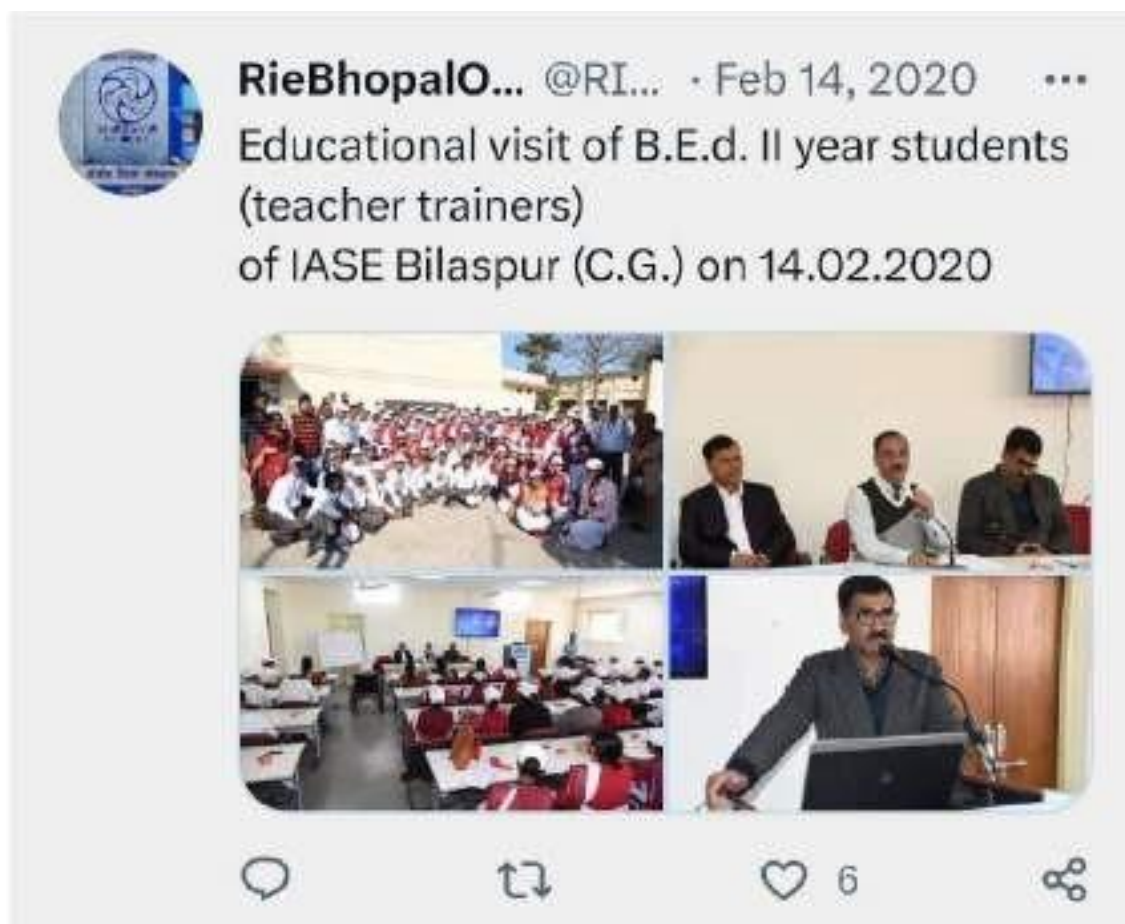 RieBhopalO... @RI... · Feb 14, 2020
Educational visit of B.E.d. II year students
(teacher trainers)
of IASE Bilaspur (C.G.) on 14.02.2020
6